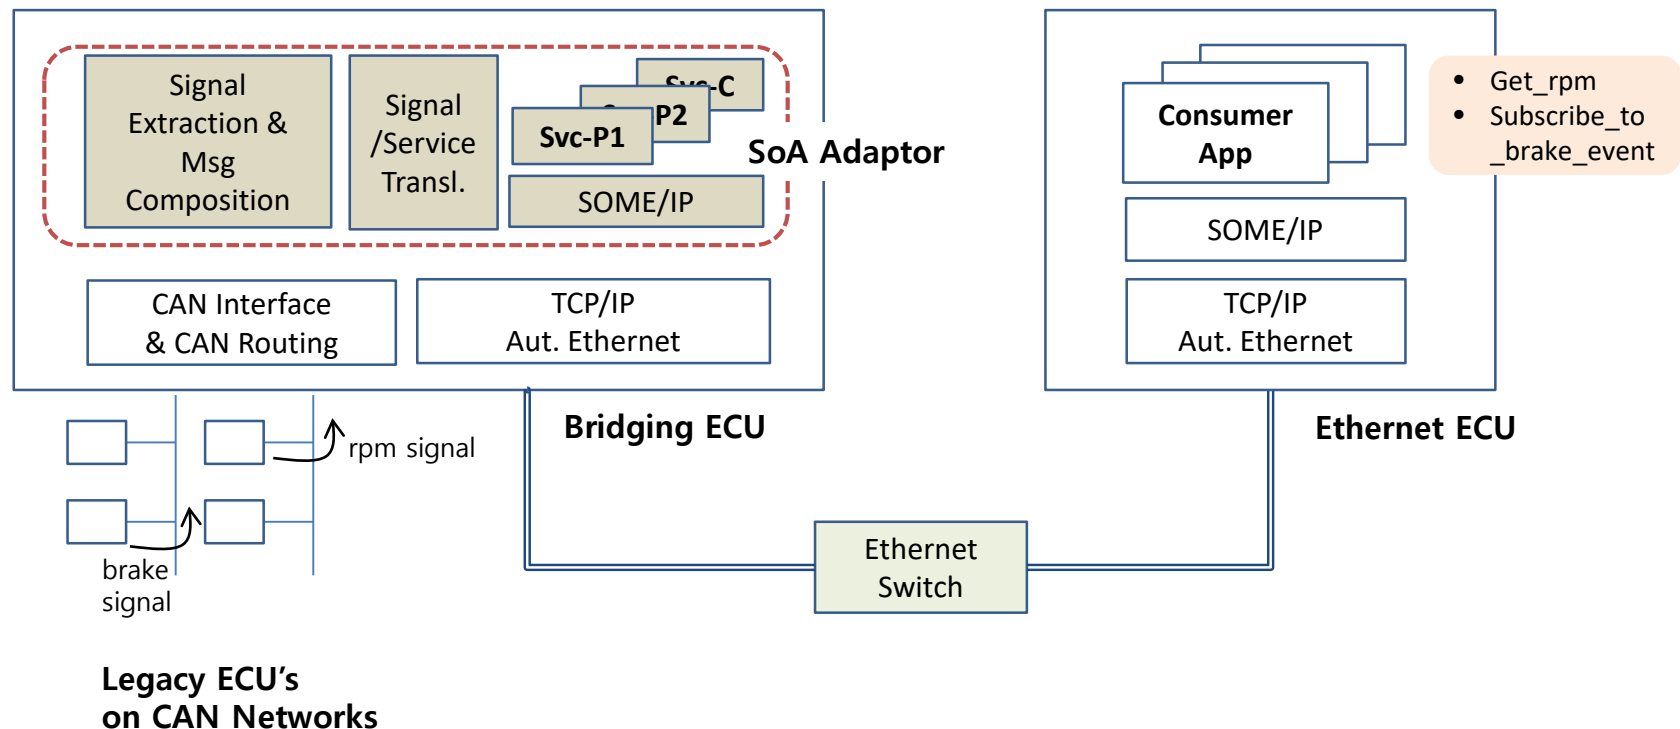 Signal
Extraction &
Msg
Composition
Signal
/Service
Transl.
Svc-C
P2
Svc-P1
SOME/IP
SoA Adaptor
CAN Interface
& CAN Routing
TCP/IP
Aut. Ethernet
Bridging ECU
rpm signal
brake
signal
Legacy ECU's
on CAN Networks
Ethernet
Switch
Consumer
App
SOME/IP
TCP/IP
Aut. Ethernet
Ethernet ECU
• Get_rpm
• Subscribe_to
_brake_event